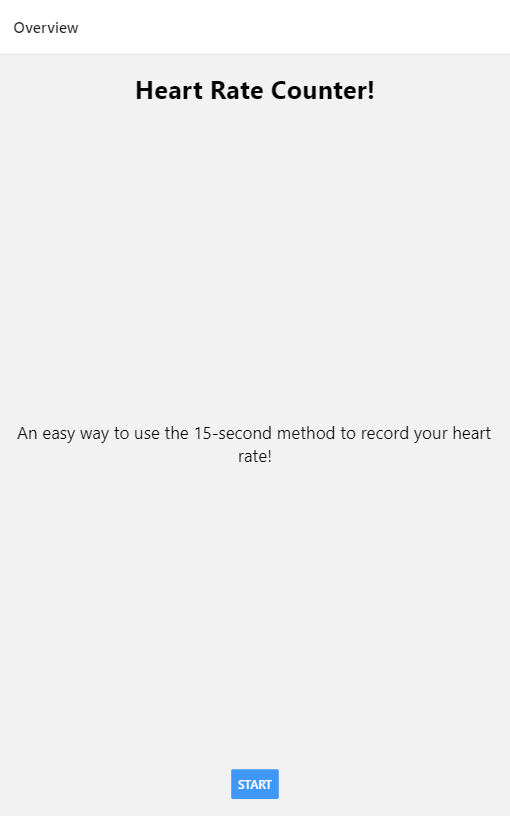 Overview
Heart Rate Counter!
An easy way to use the 15-second method to record your heart
rate!
START